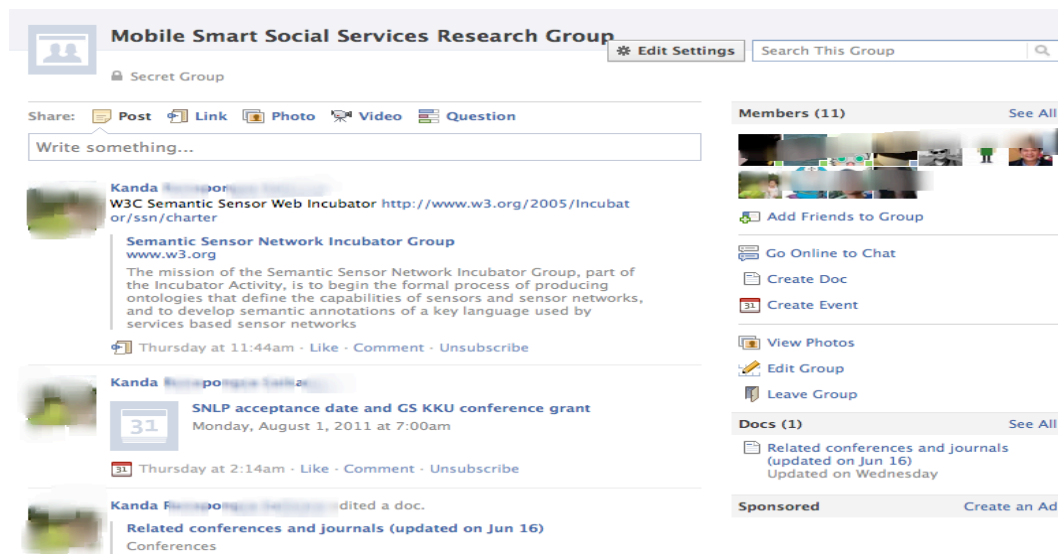 Mobile Smart Social Services Research Group
Edit Settings
Search This Group
Secret Group
Share: Post Link Photo Video Question
Write something...
Kanda
W3C Semantic Sensor Web Incubator http://www.w3.org/2005/Incubat
or/ssn/charter
Semantic Sensor Network Incubator Group
www.w3.org
The mission of the Semantic Sensor Network Incubator Group, part of
the Incubator Activity, is to begin the formal process of producing
ontologies that define the capabilities of sensors and sensor networks,
and to develop semantic annotations of a key language used by
services based sensor networks
Thursday at 11:44am · Like · Comment · Unsubscribe
Kanda
31
SNLP acceptance date and GS KKU conference grant
Monday, August 1, 2011 at 7:00am
31 Thursday at 2:14am · Like · Comment · Unsubscribe
Kanda dited a doc.
Related conferences and journals (updated on Jun 16)
Conferences
Members (11) See All
Add Friends to Group
Go Online to Chat
Create Doc
31 Create Event
View Photos
Edit Group
Leave Group
Docs (1) See All
Related conferences and journals
(updated on Jun 16)
Updated on Wednesday
Sponsored Create an Ad